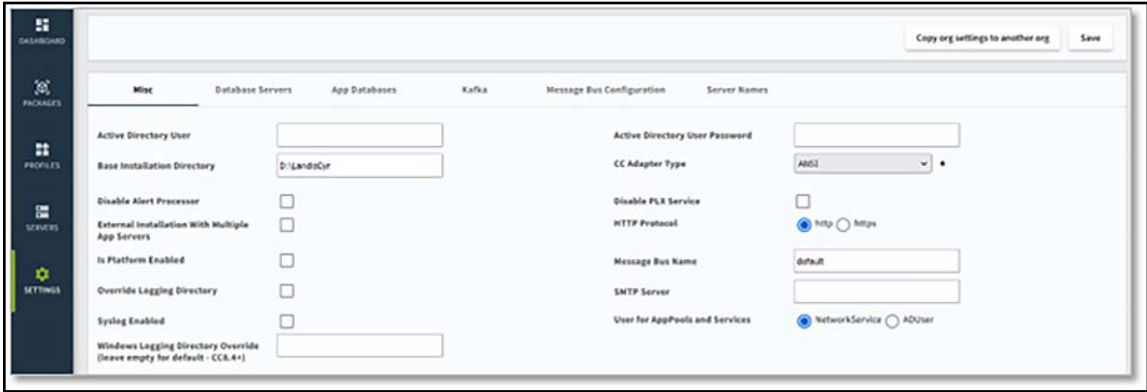 DASHBOARD
PACKAGES
PROFILES
SERVERS
SETTINGS
Copy org settings to another org
Save
Misc
Database Servers
App Databases
Kafka
Message Bus Configuration
Server Names
Active Directory User
Active Directory User Password
Base Installation Directory
D:\LandisGyr
CC Adapter Type
ANSI
Disable Alert Processor
Disable PLX Service
External Installation With Multiple
App Servers
HTTP Protocol
http
https
Is Platform Enabled
Message Bus Name
default
Override Logging Directory
SMTP Server
Syslog Enabled
User for AppPools and Services
NetworkService
ADUser
Windows Logging Directory Override
(leave empty for default - CC8.4+)